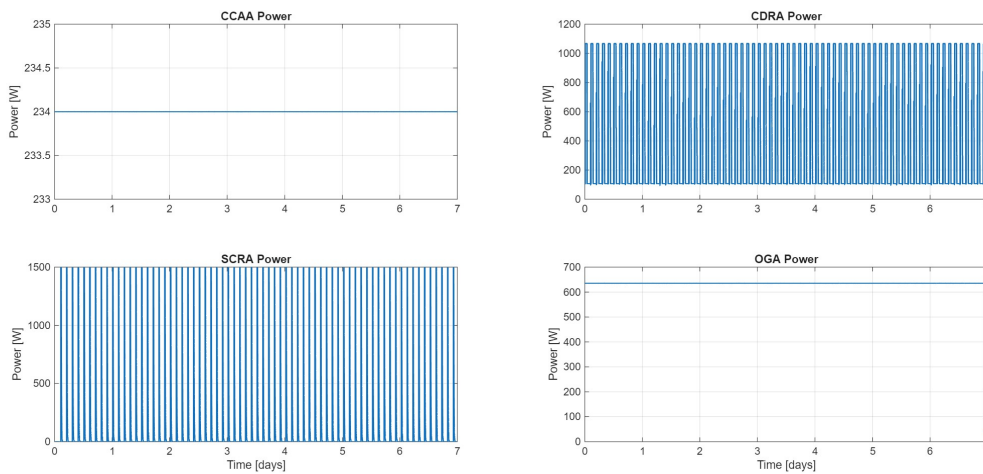 CCAA Power
235
234.5
234
233.5
233
Power [W]
0 1 2 3 4 5 6 7
CDRA Power
1200
1000
800
600
400
200
0
Power [W]
0 1 2 3 4 5 6
SCRA Power
1500
1000
500
0
Power [W]
0 1 2 3 4 5 6 7
Time [days]
OGA Power
700
600
500
400
300
200
100
0
Power [W]
0 1 2 3 4 5 6
Time [days]